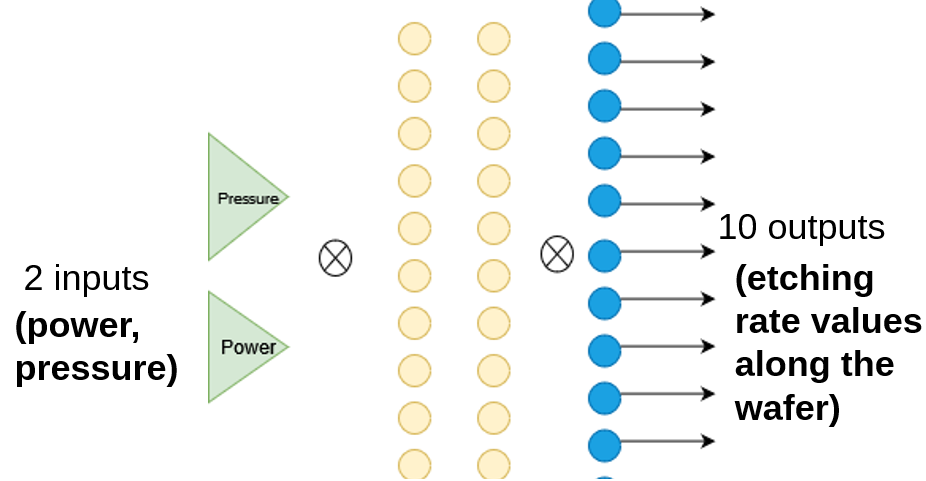 Pressure
2 inputs
(power,
pressure)
Power
10 outputs
(etching
rate values
along the
wafer)